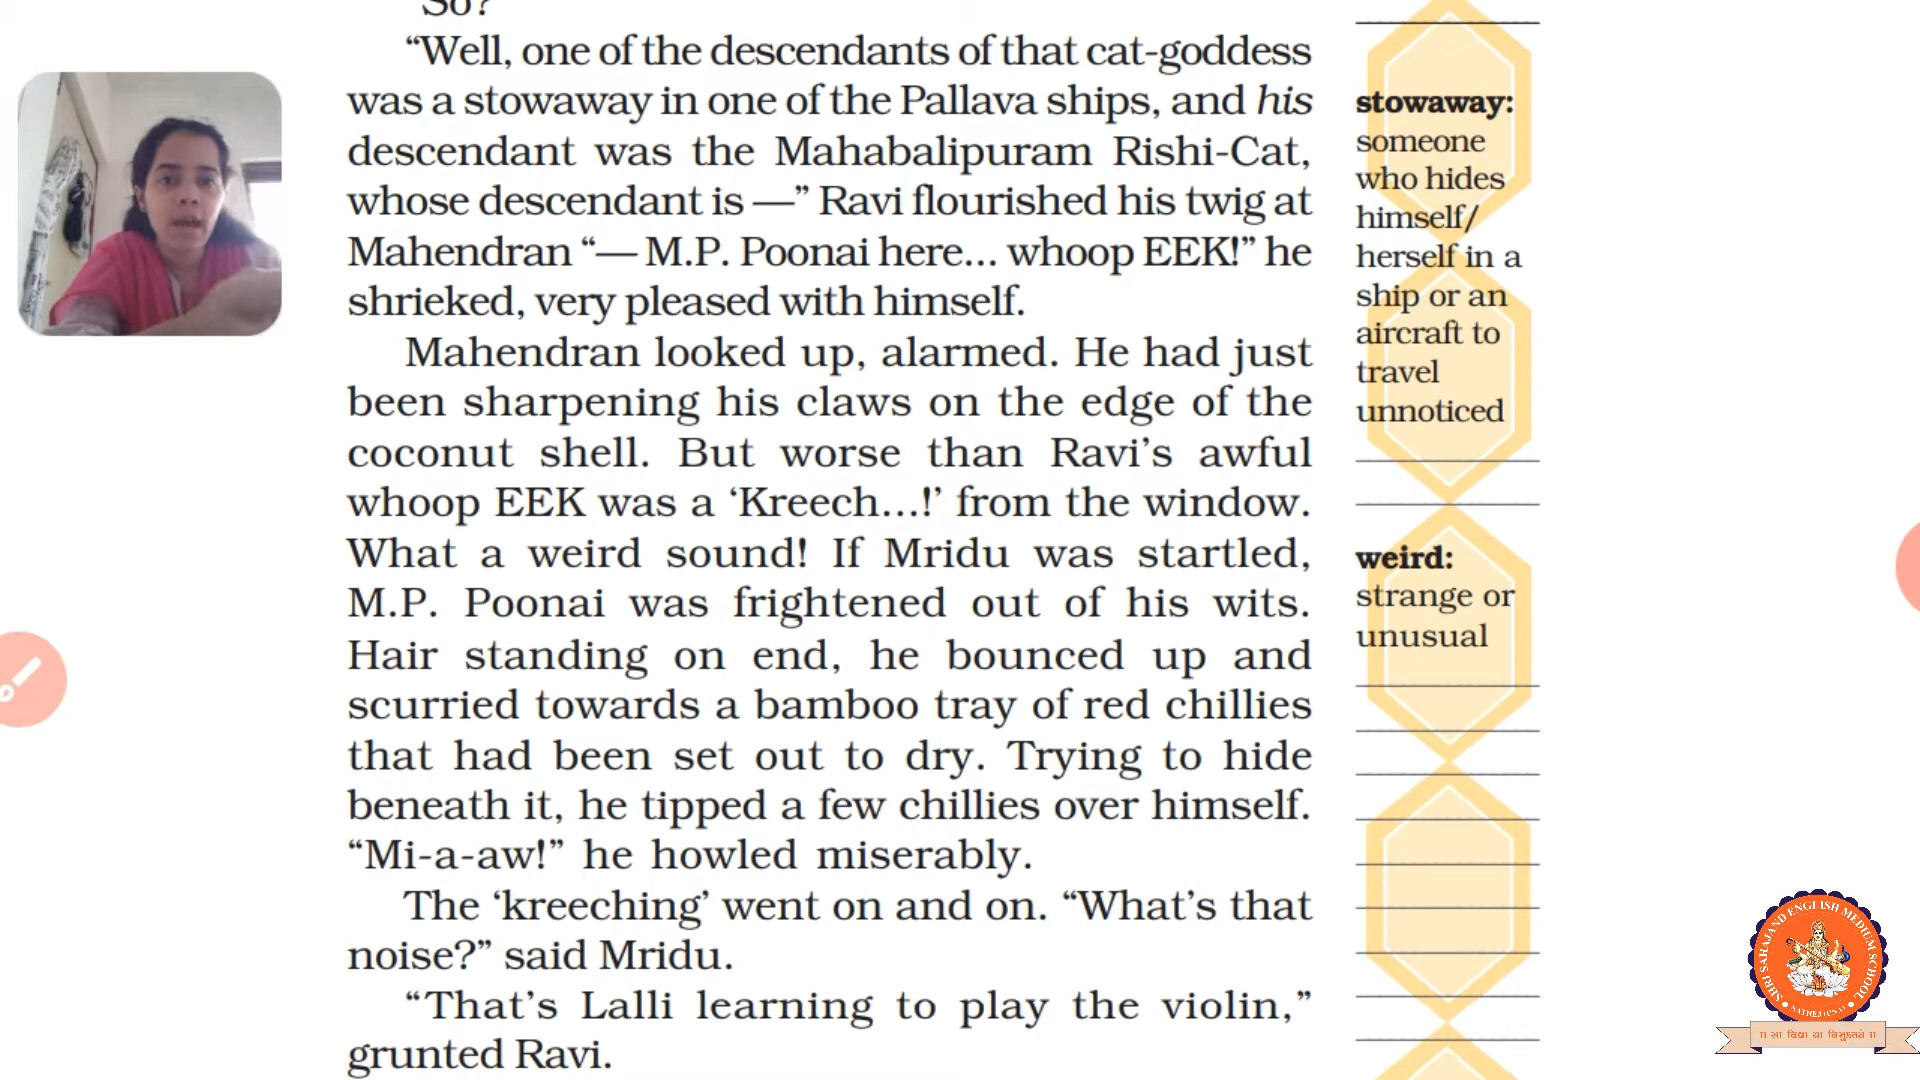 So?
“Well, one of the descendants of that cat-goddess
was a stowaway in one of the Pallava ships, and his
descendant was the Mahabalipuram Rishi-Cat,
whose descendant is —” Ravi flourished his twig at
Mahendran “— M.P. Poonai here... whoop EEK!” he
shrieked, very pleased with himself.
Mahendran looked up, alarmed. He had just
been sharpening his claws on the edge of the
coconut shell. But worse than Ravi’s awful
whoop EEK was a ‘Kreech...!’ from the window.
What a weird sound! If Mridu was startled,
M.P. Poonai was frightened out of his wits.
Hair standing on end, he bounced up and
scurried towards a bamboo tray of red chillies
that had been set out to dry. Trying to hide
beneath it, he tipped a few chillies over himself.
“Mi-a-aw!” he howled miserably.
The ‘kreeching’ went on and on. “What’s that
noise?” said Mridu.
“That’s Lalli learning to play the violin,”
grunted Ravi.
stowaway:
someone
who hides
himself/
herself in a
ship or an
aircraft to
travel
unnoticed
weird:
strange or
unusual
SHRI SAHAJANAND ENGLISH MEDIUM SCHOOL
॥ सा विद्या या विमुक्तये ॥